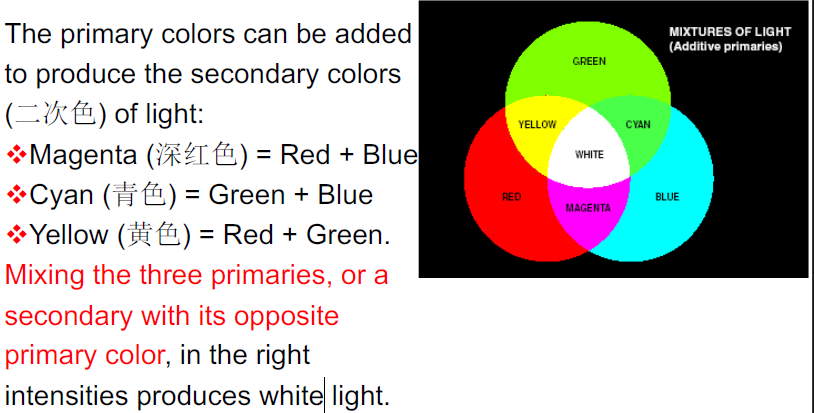 The primary colors can be added
to produce the secondary colors
(二次色) of light:
❖Magenta (深红色) = Red + Blue
❖Cyan (青色) = Green + Blue
❖Yellow (黄色) = Red + Green.
Mixing the three primaries, or a
secondary with its opposite
primary color, in the right
intensities produces white light.
MIXTURES OF LIGHT
(Additive primaries)
GREEN
YELLOW
CYAN
WHITE
RED
MAGENTA
BLUE